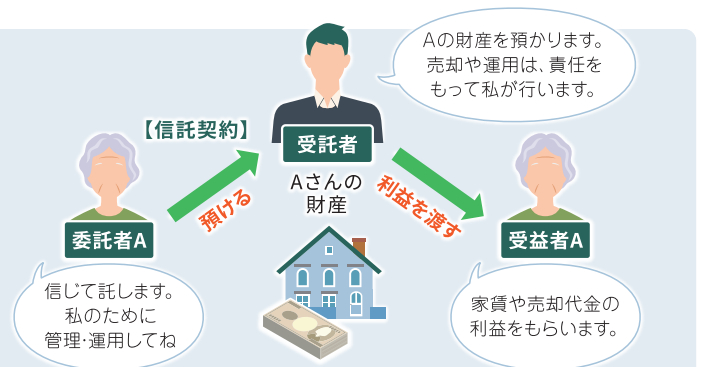 Aの財産を預かります。
売却や運用は、責任を
もって私が行います。
【信託契約】
受託者
預ける
Aさんの
財産
利益を渡す
委託者A
受益者A
信じて託します。
私のために
管理・運用してね
家賃や売却代金の
利益をもらいます。